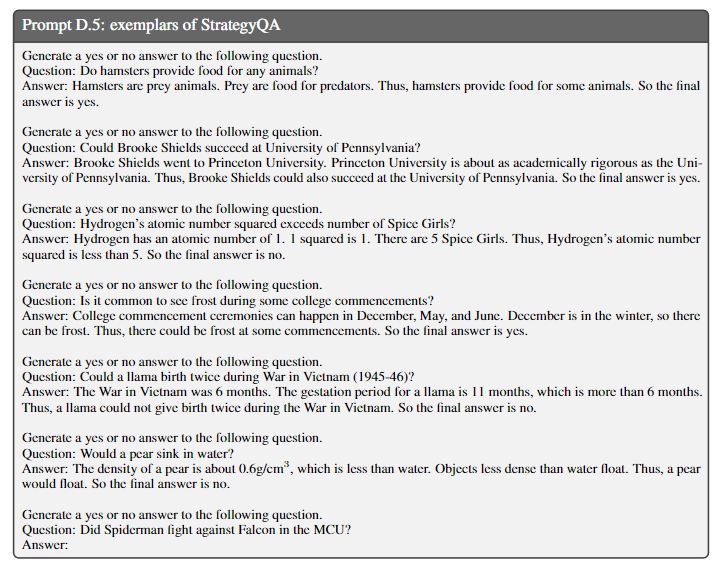 Prompt D.5: exemplars of StrategyQA
Generate a yes or no answer to the following question.
Question: Do hamsters provide food for any animals?
Answer: Hamsters are prey animals. Prey are food for predators. Thus, hamsters provide food for some animals. So the final
answer is yes.
Generate a yes or no answer to the following question.
Question: Could Brooke Shields succeed at University of Pennsylvania?
Answer: Brooke Shields went to Princeton University. Princeton University is about as academically rigorous as the Uni-
versity of Pennsylvania. Thus, Brooke Shields could also succeed at the University of Pennsylvania. So the final answer is yes.
Generate a yes or no answer to the following question.
Question: Hydrogen's atomic number squared exceeds number of Spice Girls?
Answer: Hydrogen has an atomic number of 1. 1 squared is 1. There are 5 Spice Girls. Thus, Hydrogen's atomic number
squared is less than 5. So the final answer is no.
Generate a yes or no answer to the following question.
Question: Is it common to see frost during some college commencements?
Answer: College commencement ceremonies can happen in December, May, and June. December is in the winter, so there
can be frost. Thus, there could be frost at some commencements. So the final answer is yes.
Generate a yes or no answer to the following question.
Question: Could a llama birth twice during War in Vietnam (1945-46)?
Answer: The War in Vietnam was 6 months. The gestation period for a llama is 11 months, which is more than 6 months.
Thus, a llama could not give birth twice during the War in Vietnam. So the final answer is no.
Generate a yes or no answer to the following question.
Question: Would a pear sink in water?
Answer: The density of a pear is about 0.6g/cm³, which is less than water. Objects less dense than water float. Thus, a pear
would float. So the final answer is no.
Generate a yes or no answer to the following question.
Question: Did Spiderman fight against Falcon in the MCU?
Answer: